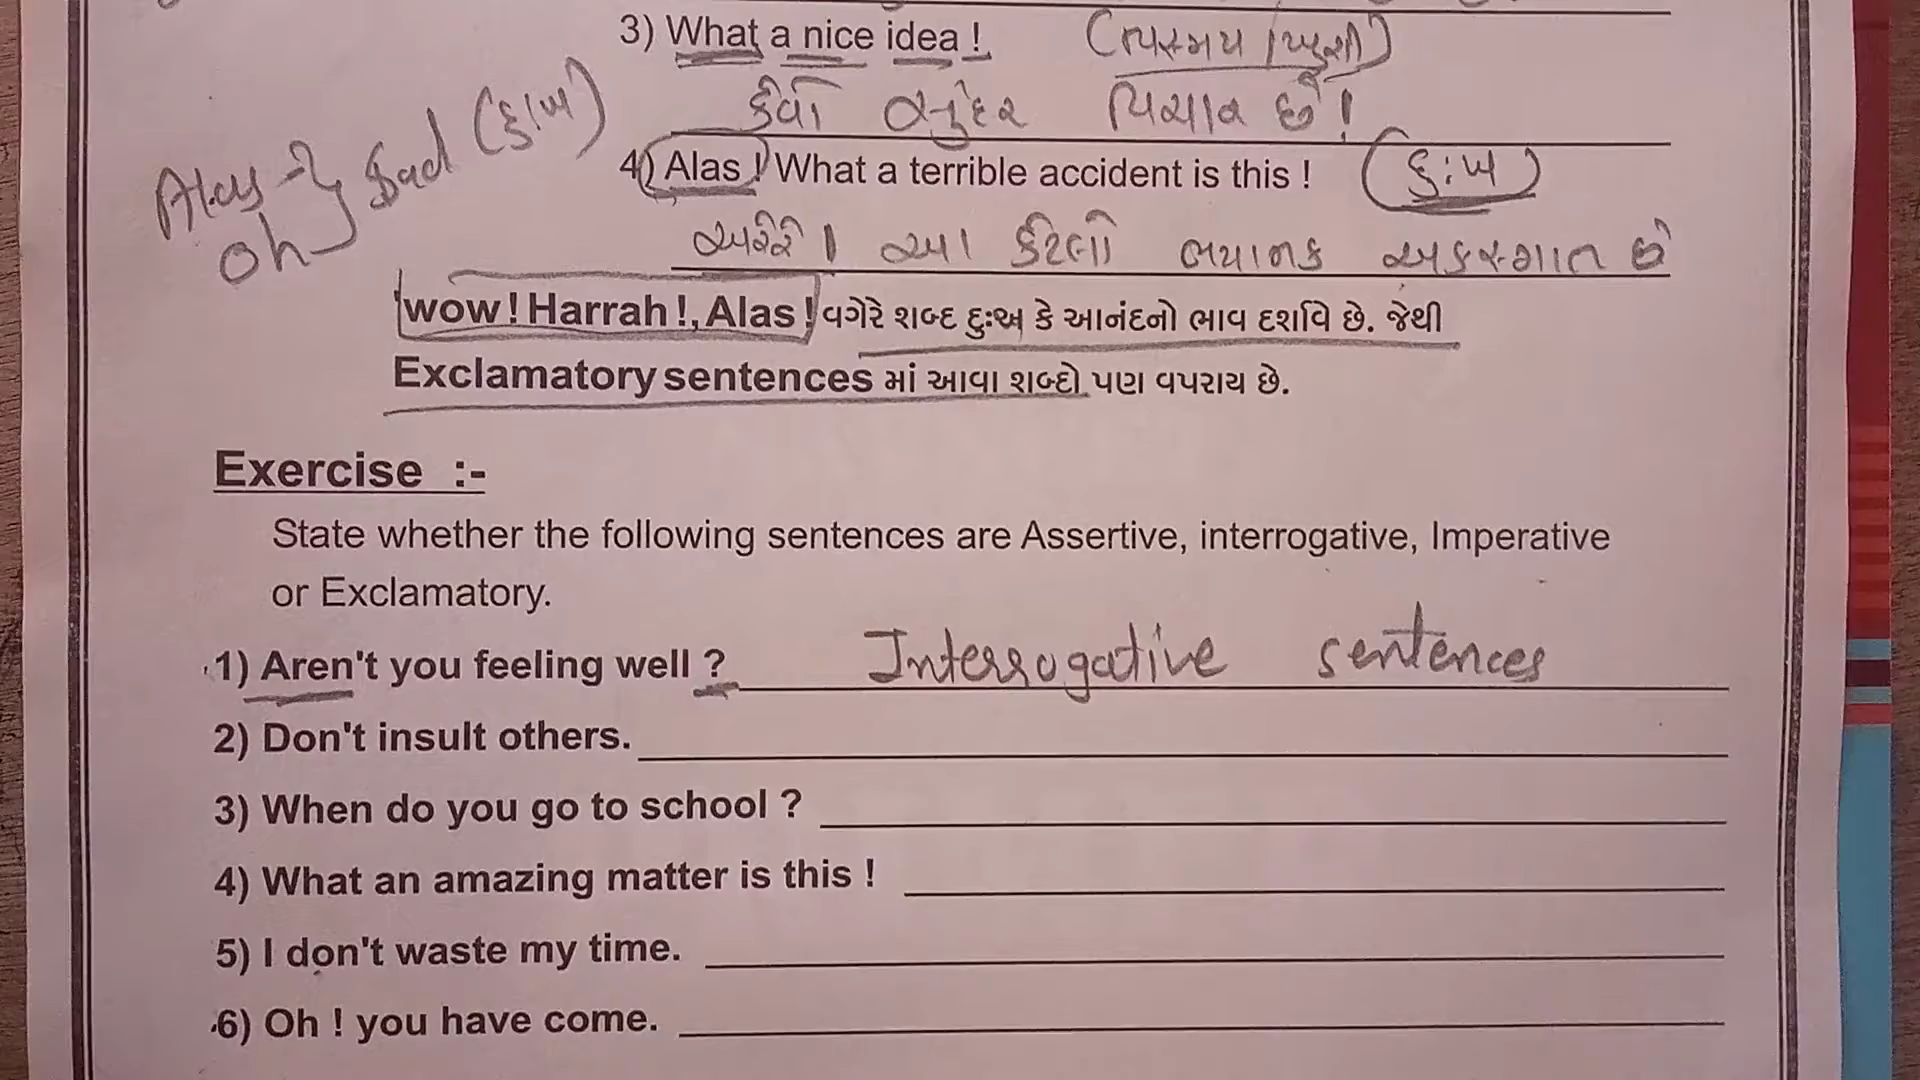 3) What a nice idea ! (વિસ્મય / ખુશી)
કેવો સુંદર વિચાર છે !
Alas Oh Sad (દુઃખ)
4) Alas ! What a terrible accident is this ! (દુઃખ)
અરેરે ! આ કેટલો ભયાનક અકસ્માત છે
wow ! Harrah !, Alas ! વગેરે શબ્દ દુઃખ કે આનંદનો ભાવ દર્શાવે છે. જેથી
Exclamatory sentences માં આવા શબ્દો પણ વપરાય છે.
Exercise :-
State whether the following sentences are Assertive, interrogative, Imperative
or Exclamatory.
1) Aren't you feeling well ? Interrogative sentences
2) Don't insult others.
3) When do you go to school ?
4) What an amazing matter is this !
5) I don't waste my time.
6) Oh ! you have come.